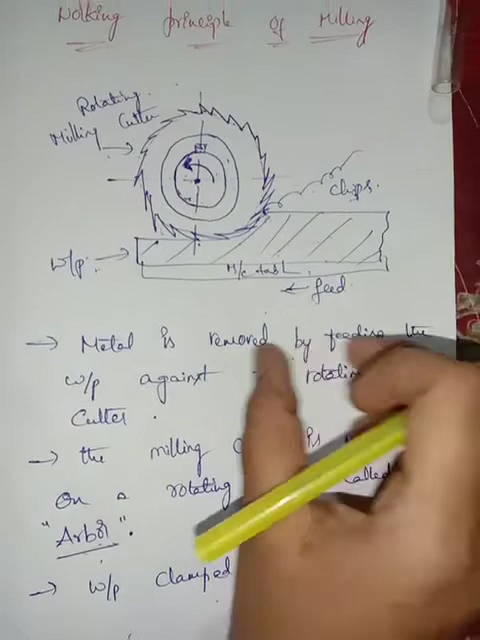 Working principle of Milling
Rotating
Milling Cutter
chips.
w/p
M/c table
feed
→ Metal is removed by feeding the
w/p against rotating
Cutter.
→ the milling is
On a rotating called
"Arbor".
→ w/p clamped